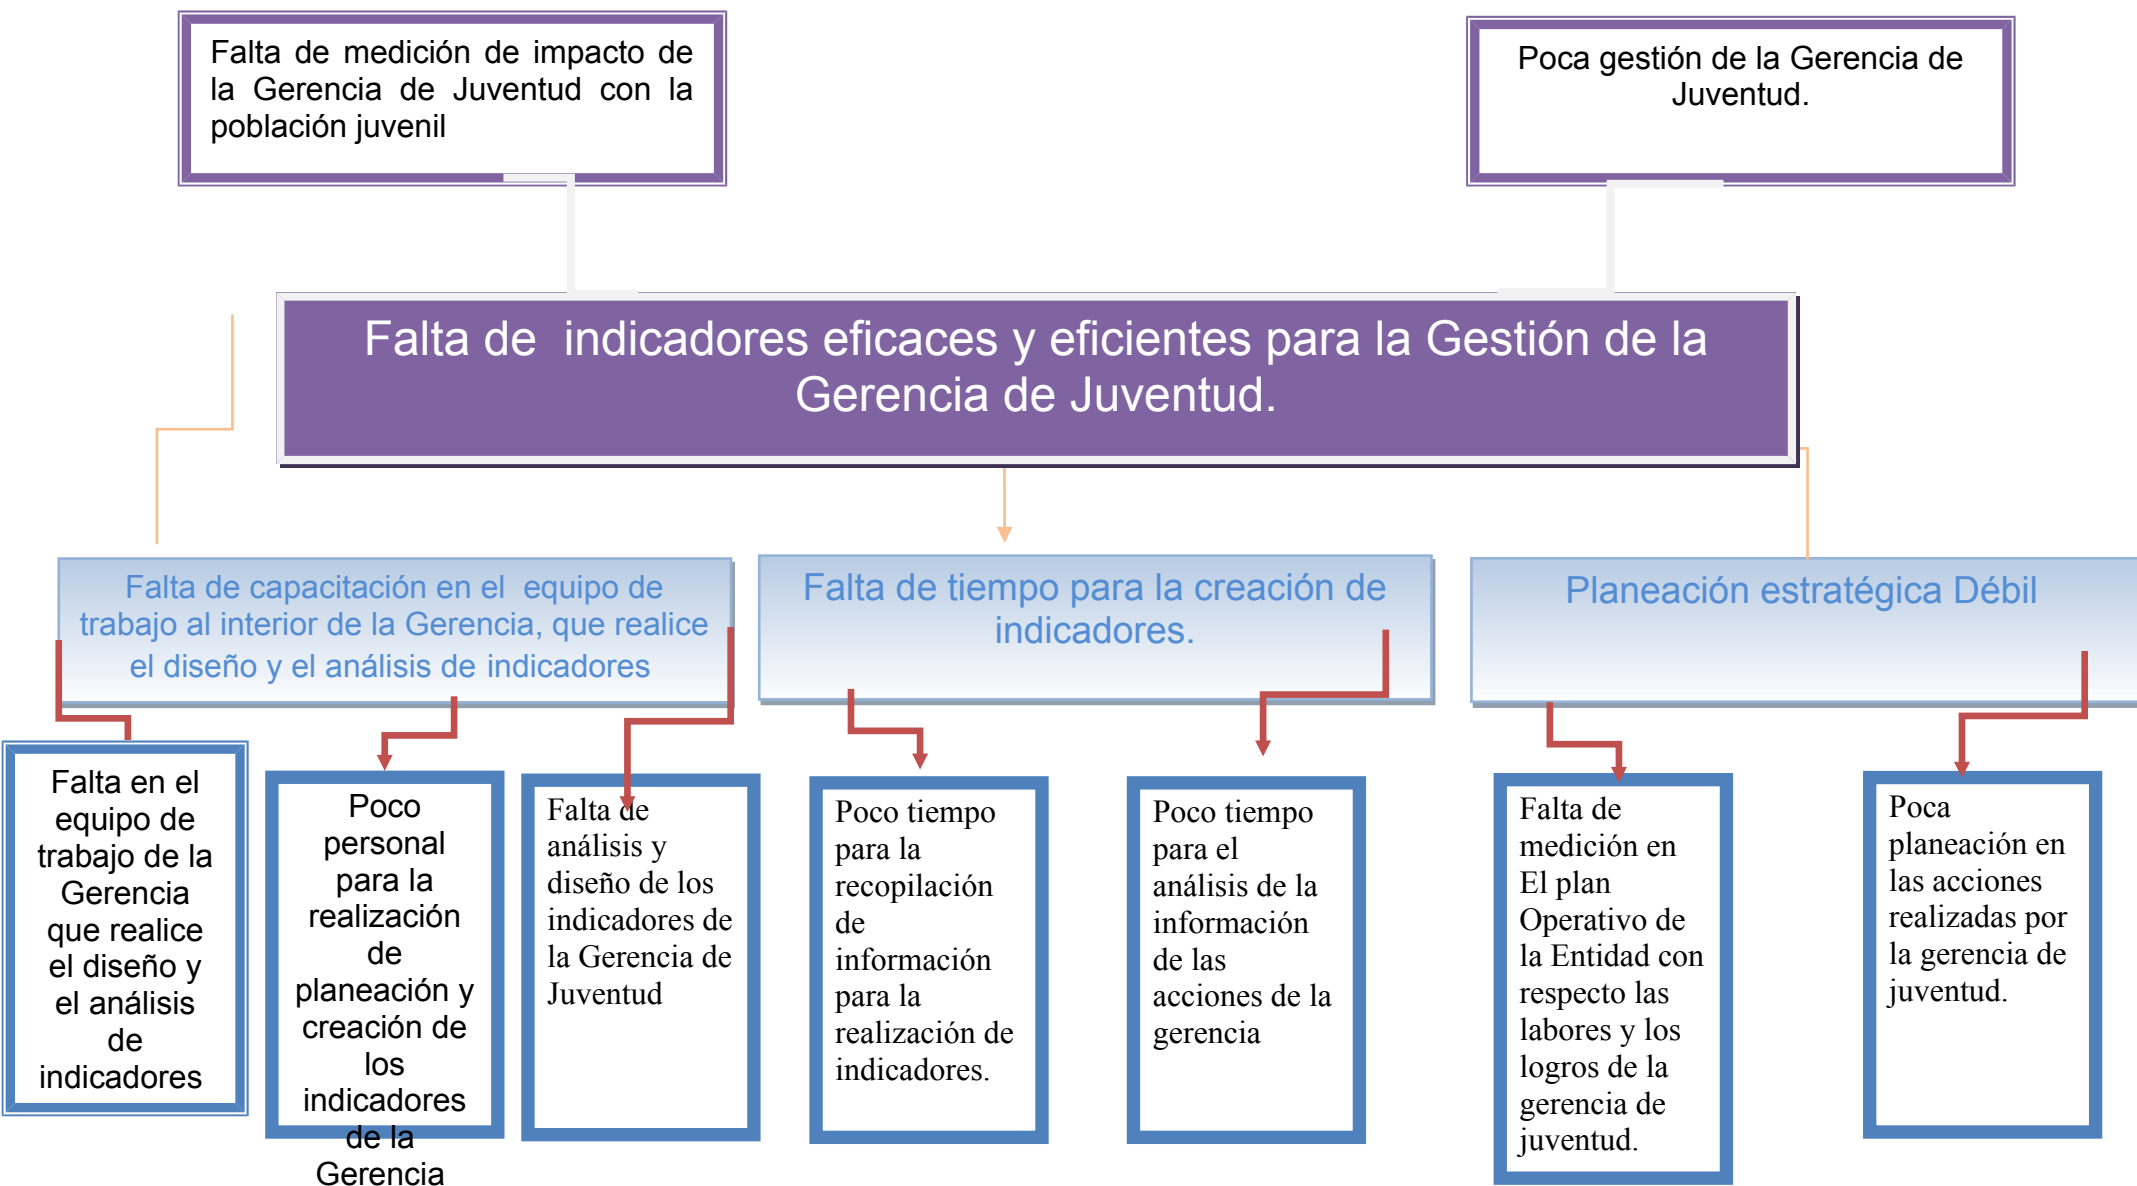 Falta de medición de impacto de
la Gerencia de Juventud con la
población juvenil
Poca gestión de la Gerencia de
Juventud.
Falta de  indicadores eficaces y eficientes para la Gestión de la
Gerencia de Juventud.
Falta de capacitación en el  equipo de
trabajo al interior de la Gerencia, que realice
el diseño y el análisis de indicadores
Falta de tiempo para la creación de
indicadores.
Planeación estratégica Débil
Falta en el
equipo de
trabajo de la
Gerencia
que realice
el diseño y
el análisis
de
indicadores
Poco
personal
para la
realización
de
planeación y
creación de
los
indicadores
de la
Gerencia
Falta de
análisis y
diseño de los
indicadores de
la Gerencia de
Juventud
Poco tiempo
para la
recopilación
de
información
para la
realización de
indicadores.
Poco tiempo
para el
análisis de la
información
de las
acciones de la
gerencia
Falta de
medición en
El plan
Operativo de
la Entidad con
respecto las
labores y los
logros de la
gerencia de
juventud.
Poca
planeación en
las acciones
realizadas por
la gerencia de
juventud.